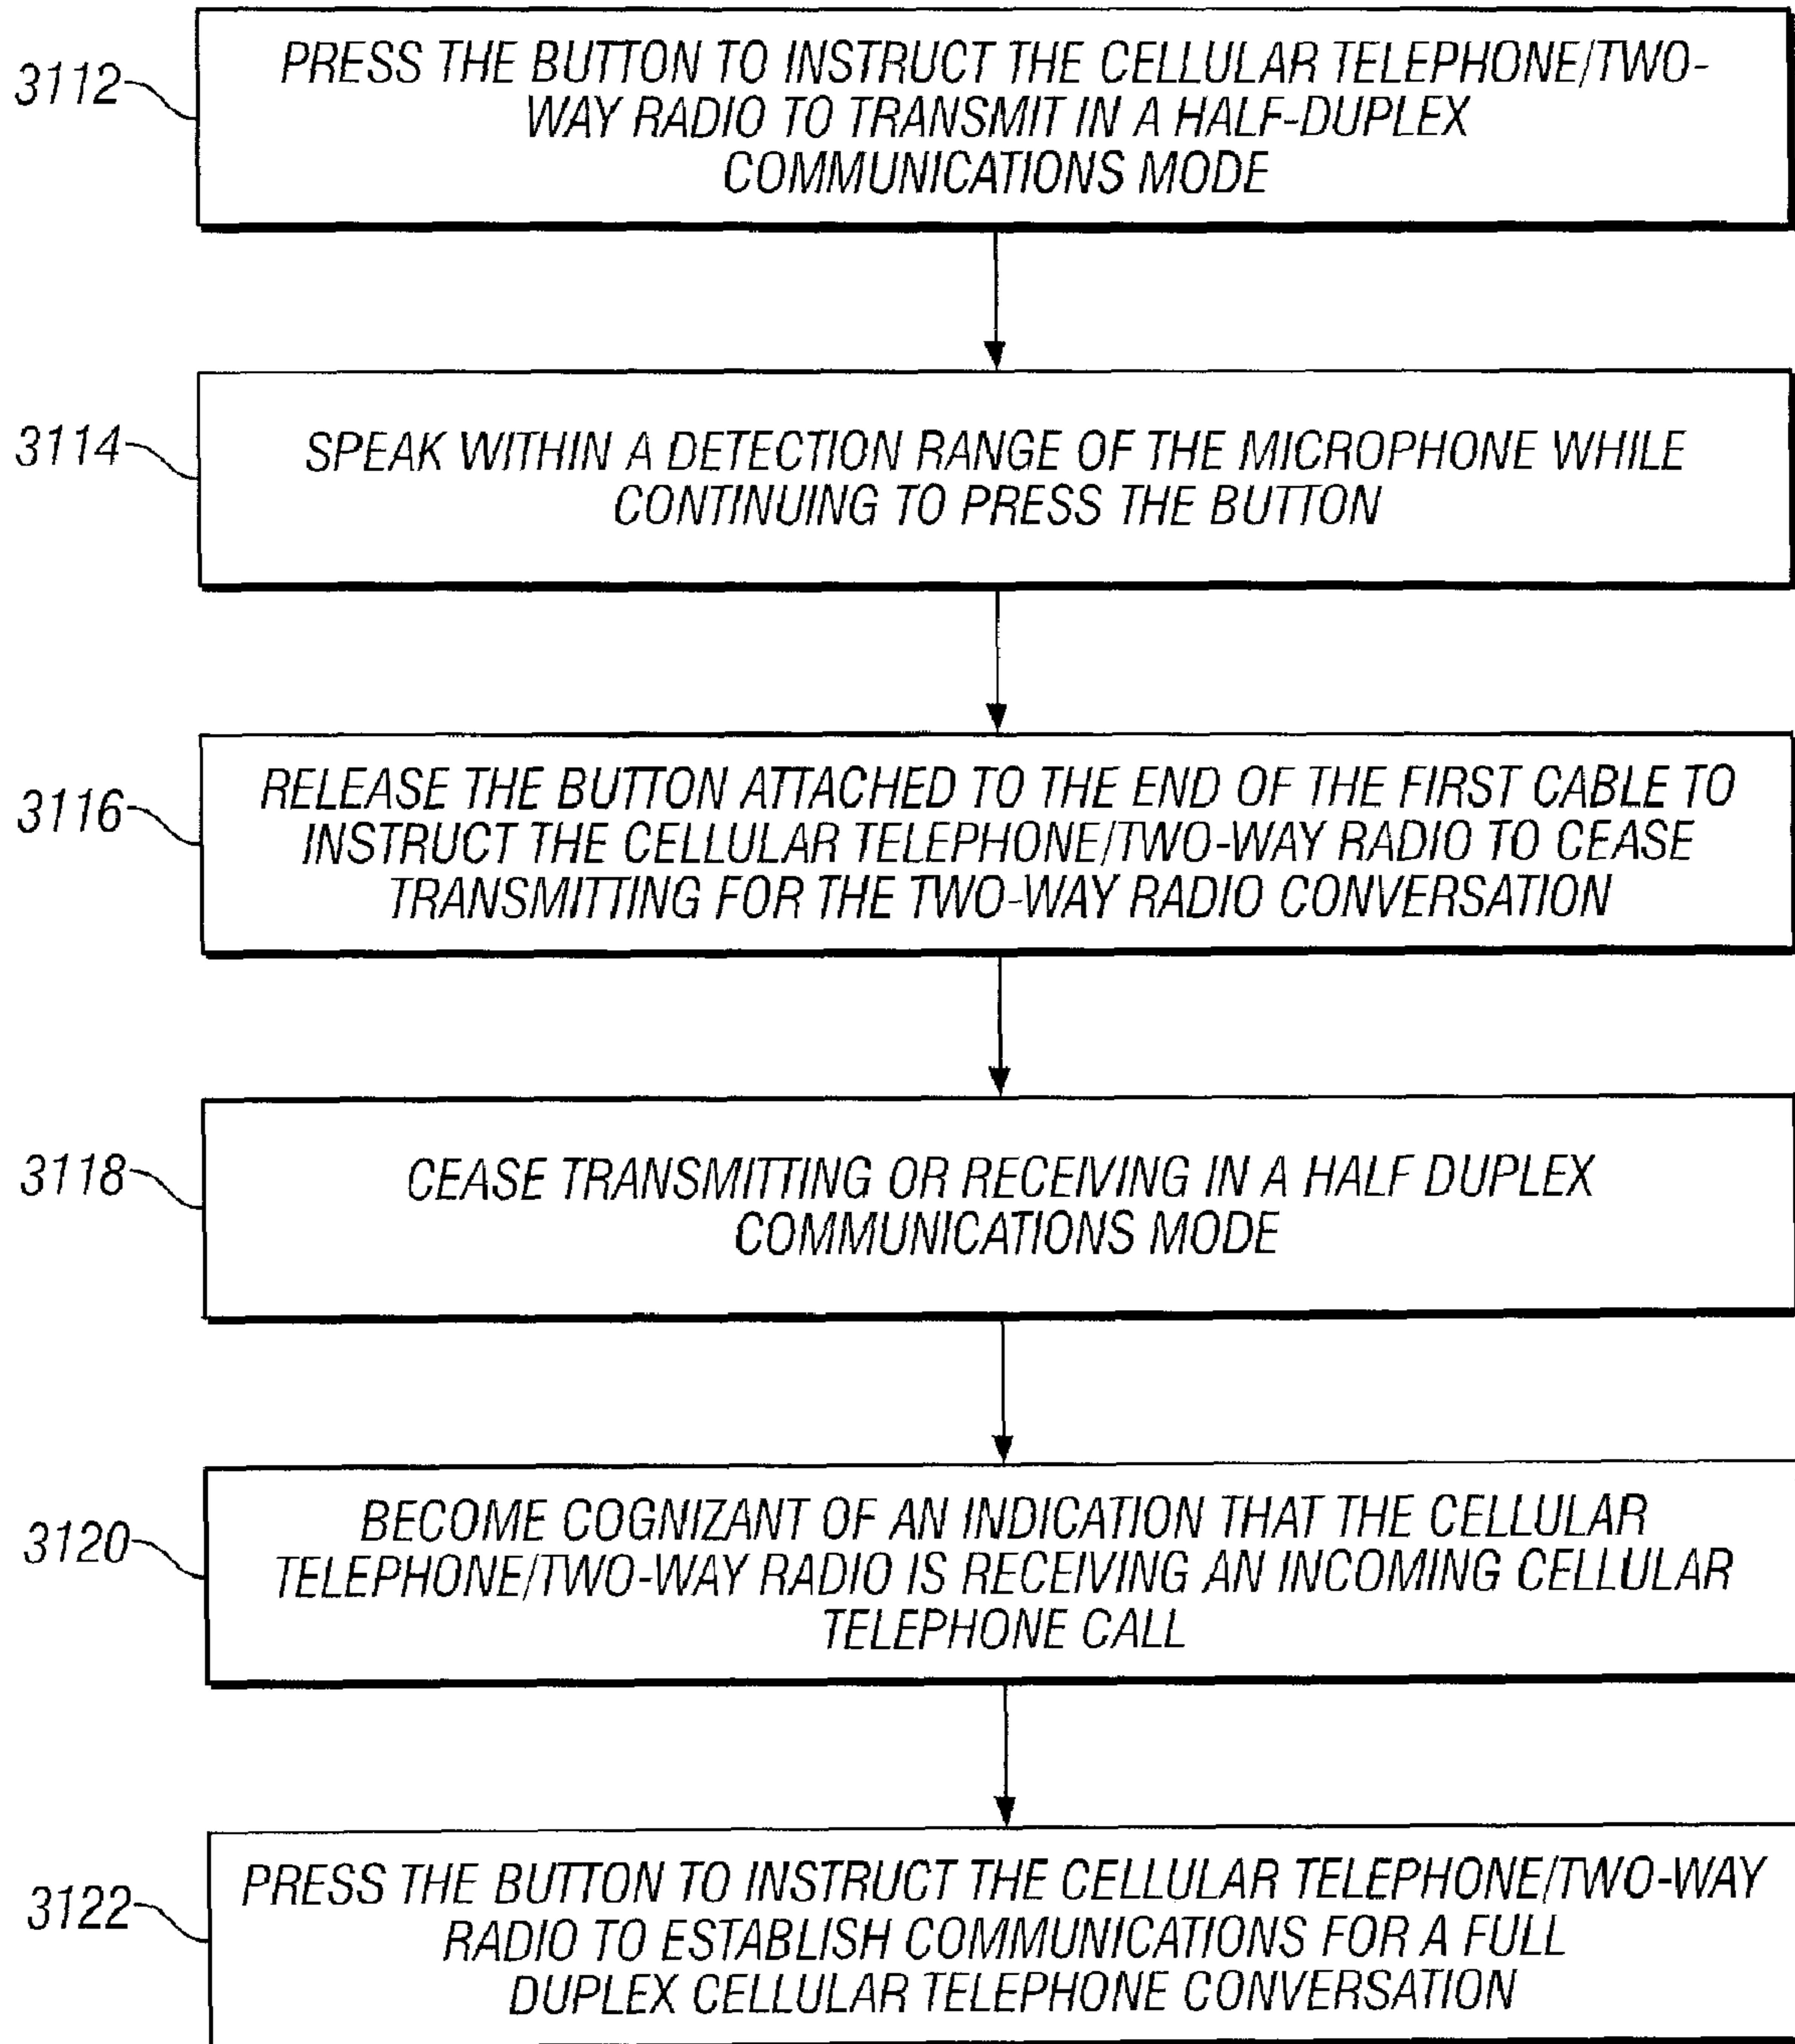 3112
PRESS THE BUTTON TO INSTRUCT THE CELLULAR TELEPHONE/TWO-
WAY RADIO TO TRANSMIT IN A HALF-DUPLEX
COMMUNICATIONS MODE
3114
SPEAK WITHIN A DETECTION RANGE OF THE MICROPHONE WHILE
CONTINUING TO PRESS THE BUTTON
3116
RELEASE THE BUTTON ATTACHED TO THE END OF THE FIRST CABLE TO
INSTRUCT THE CELLULAR TELEPHONE/TWO-WAY RADIO TO CEASE
TRANSMITTING FOR THE TWO-WAY RADIO CONVERSATION
3118
CEASE TRANSMITTING OR RECEIVING IN A HALF DUPLEX
COMMUNICATIONS MODE
3120
BECOME COGNIZANT OF AN INDICATION THAT THE CELLULAR
TELEPHONE/TWO-WAY RADIO IS RECEIVING AN INCOMING CELLULAR
TELEPHONE CALL
3122
PRESS THE BUTTON TO INSTRUCT THE CELLULAR TELEPHONE/TWO-WAY
RADIO TO ESTABLISH COMMUNICATIONS FOR A FULL
DUPLEX CELLULAR TELEPHONE CONVERSATION